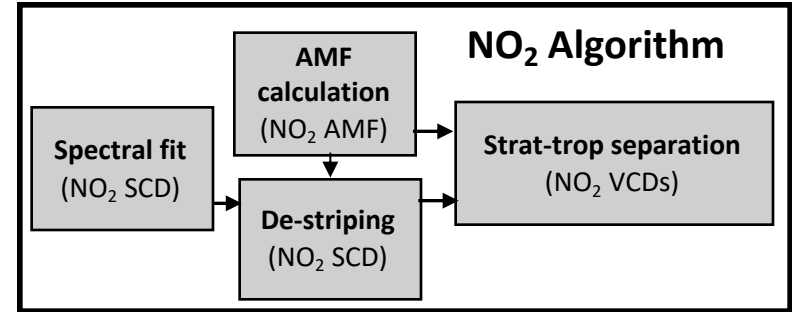 NO₂ Algorithm
AMF
calculation
(NO₂ AMF)
Spectral fit
(NO₂ SCD)
De-striping
(NO₂ SCD)
Strat-trop separation
(NO₂ VCDs)